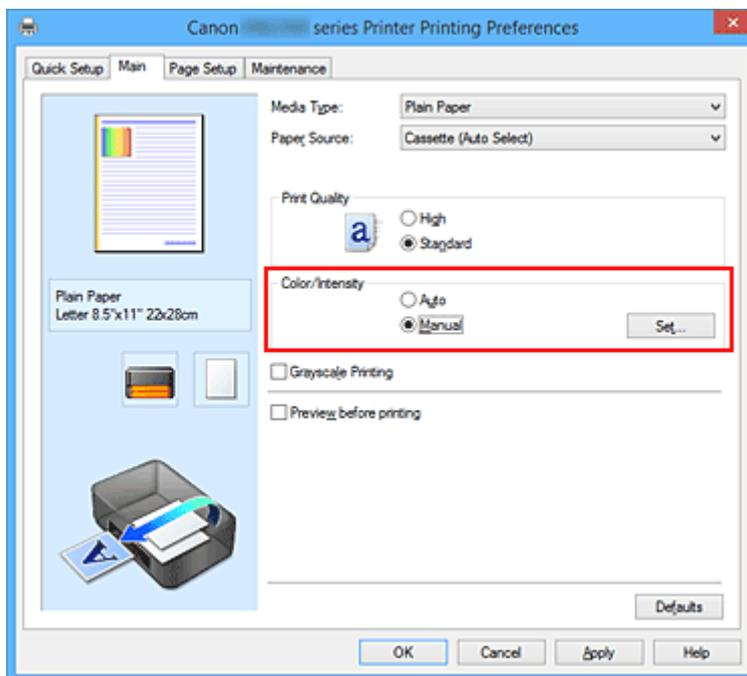 Canon series Printer Printing Preferences
Quick Setup Main Page Setup Maintenance
Media Type: Plain Paper
Paper Source: Cassette (Auto Select)
Print Quality
High
a
Standard
Color/Intensity
Auto
Manual
Set...
Plain Paper
Letter 8.5"x11" 22x28cm
Grayscale Printing
Preview before printing
A
Defaults
OK Cancel Apply Help